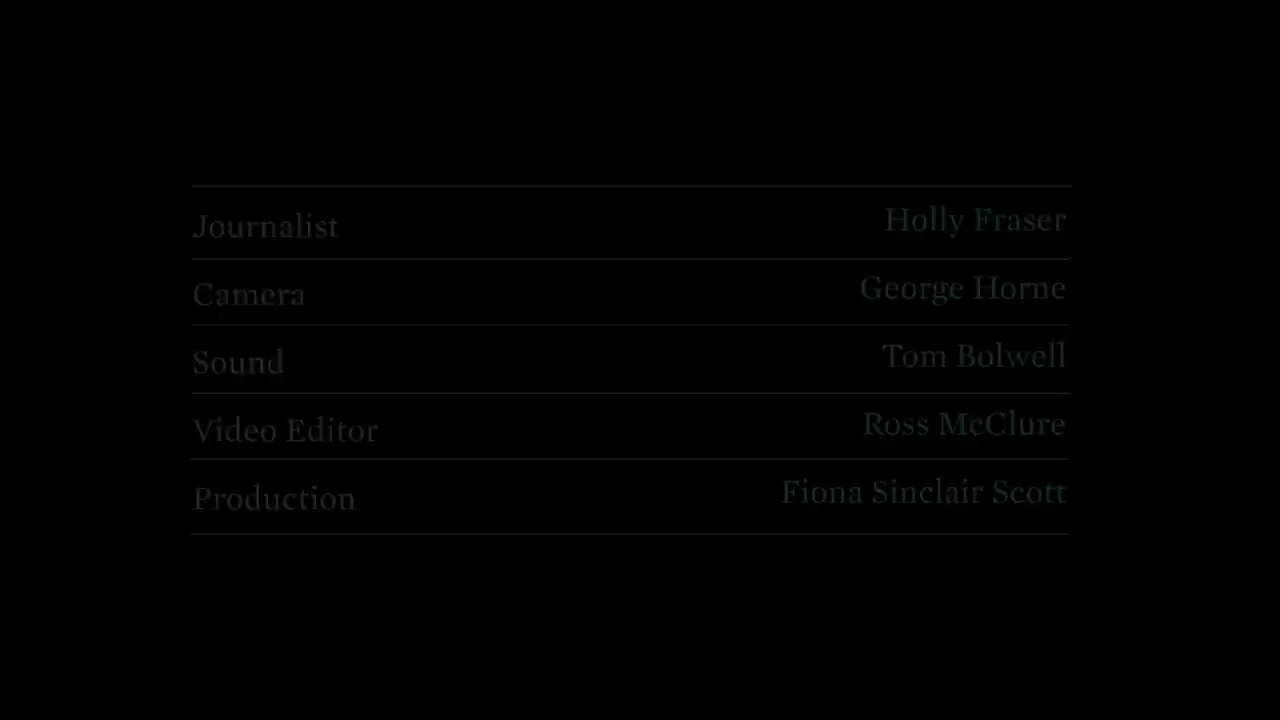 Journalist Holly Fraser
Camera George Horne
Sound Tom Bolwell
Video Editor Ross McClure
Production Fiona Sinclair Scott